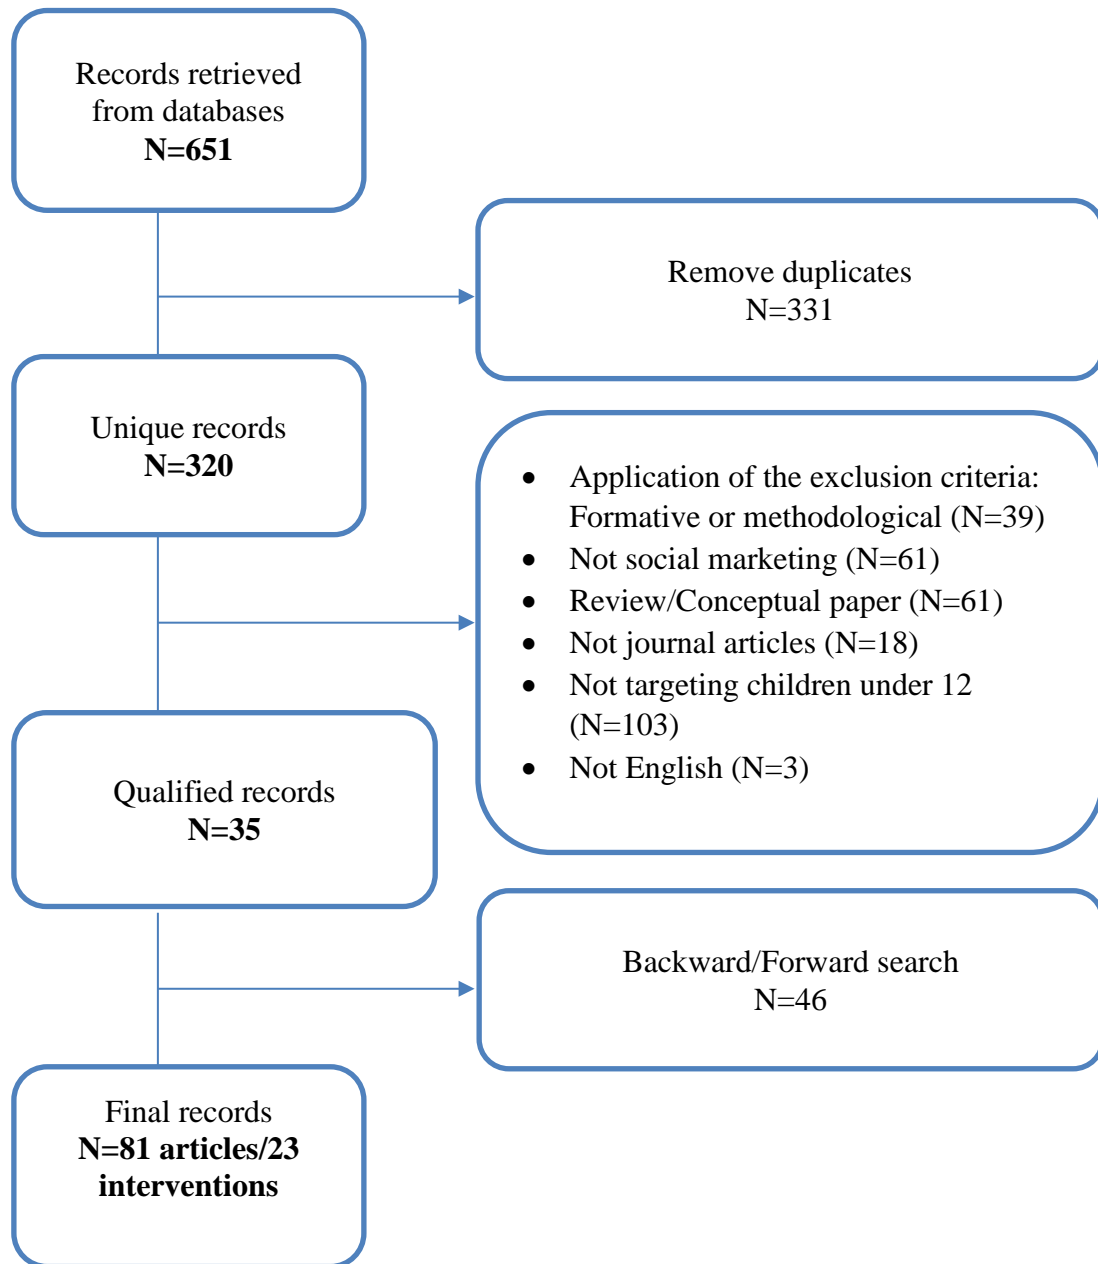 Records retrieved
from databases
N=651
Remove duplicates
N=331
Unique records
N=320
• Application of the exclusion criteria:
Formative or methodological (N=39)
• Not social marketing (N=61)
• Review/Conceptual paper (N=61)
• Not journal articles (N=18)
• Not targeting children under 12
(N=103)
• Not English (N=3)
Qualified records
N=35
Backward/Forward search
N=46
Final records
N=81 articles/23
interventions